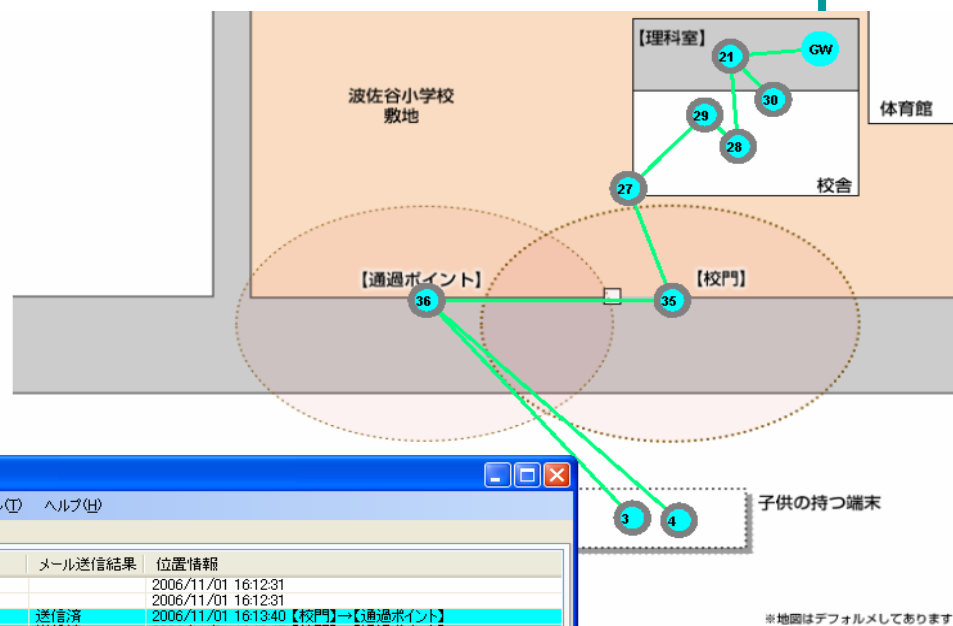 【理科室】
21
GW
30
波佐谷小学校
敷地
29
体育館
28
27
校舎
【通過ポイント】
【校門】
36
35
子供の持つ端末
3
4
ヘルプ(H)
メール送信結果 位置情報
2006/11/01 16:12:31
2006/11/01 16:12:31
送信済 2006/11/01 16:13:40 【校門】→【通過ポイント】
※地図はデフォルメしてあります